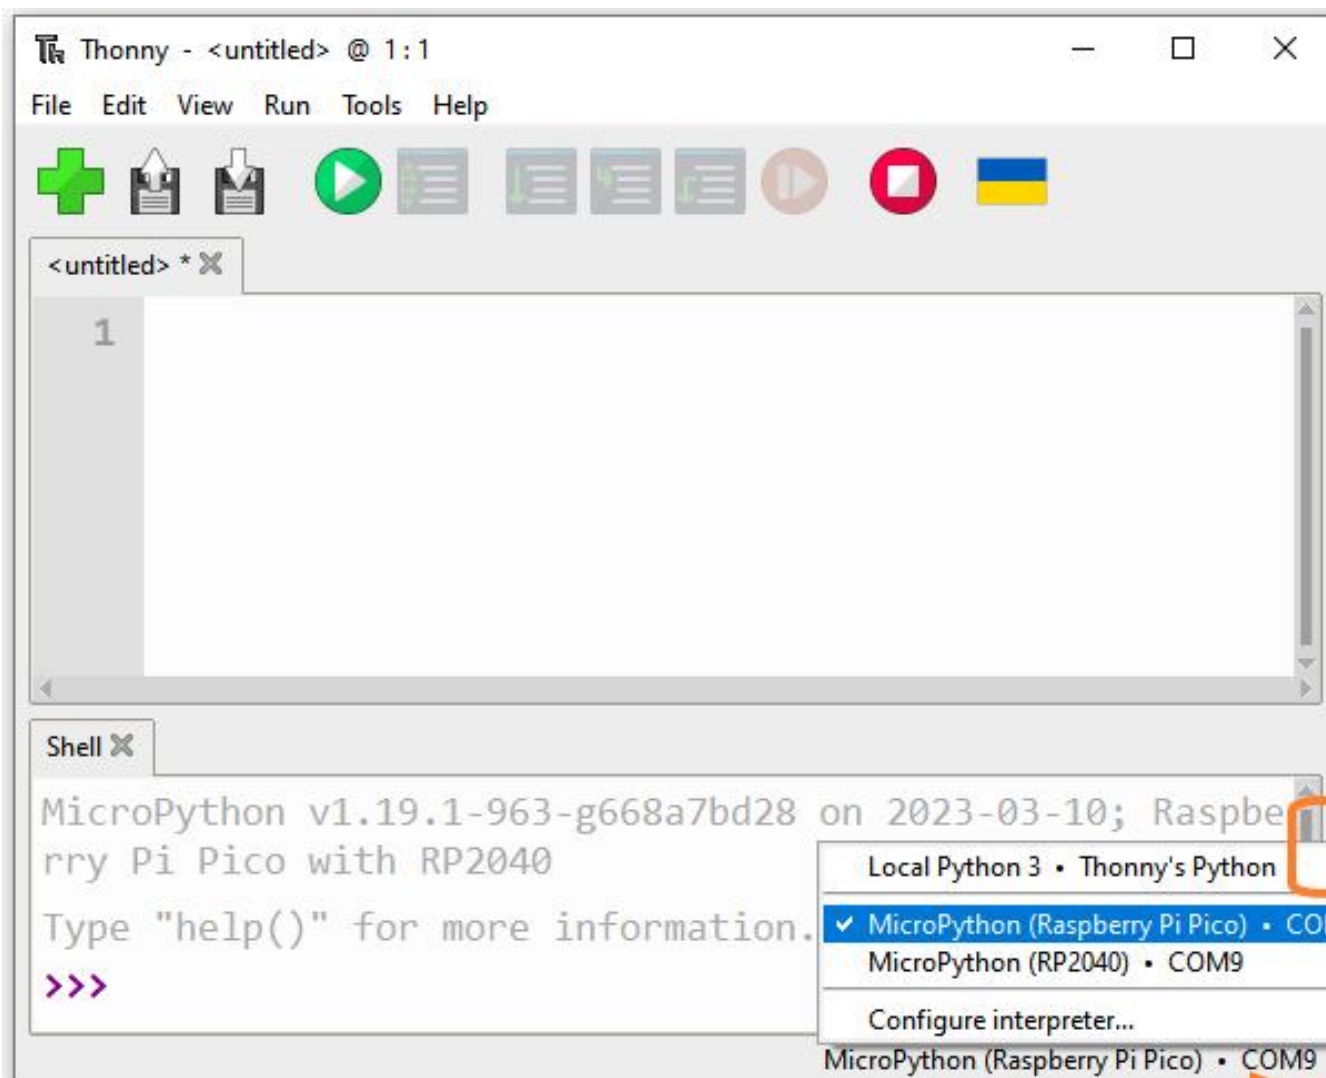 Thonny - <untitled> @ 1:1
File Edit View Run Tools Help
<untitled> *
1
Shell
MicroPython v1.19.1-963-g668a7bd28 on 2023-03-10; Raspbe
rry Pi Pico with RP2040
Type "help()" for more information.
>>>
Local Python 3 • Thonny's Python
MicroPython (Raspberry Pi Pico) •
MicroPython (RP2040) • COM9
Configure interpreter...
MicroPython (Raspberry Pi Pico) • COM9